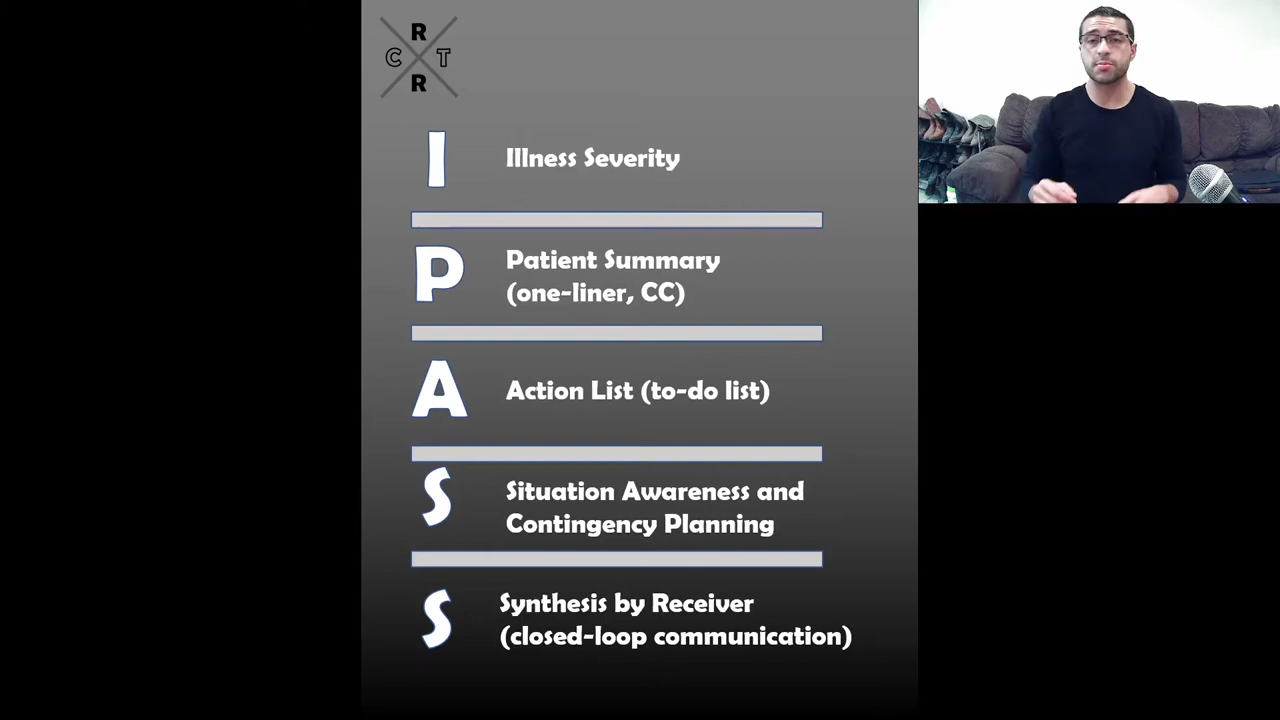 R
C T
R
I Illness Severity
P Patient Summary
(one-liner, CC)
A Action List (to-do list)
S Situation Awareness and
Contingency Planning
S Synthesis by Receiver
(closed-loop communication)